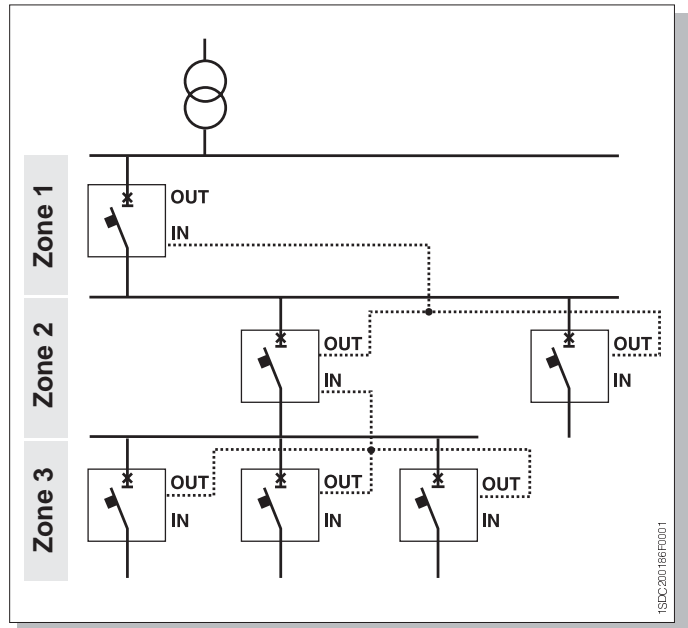 Zone 1
OUT
IN
Zone 2
OUT
IN
OUT
IN
Zone 3
OUT
IN
OUT
IN
OUT
IN
1SDC200186F0001